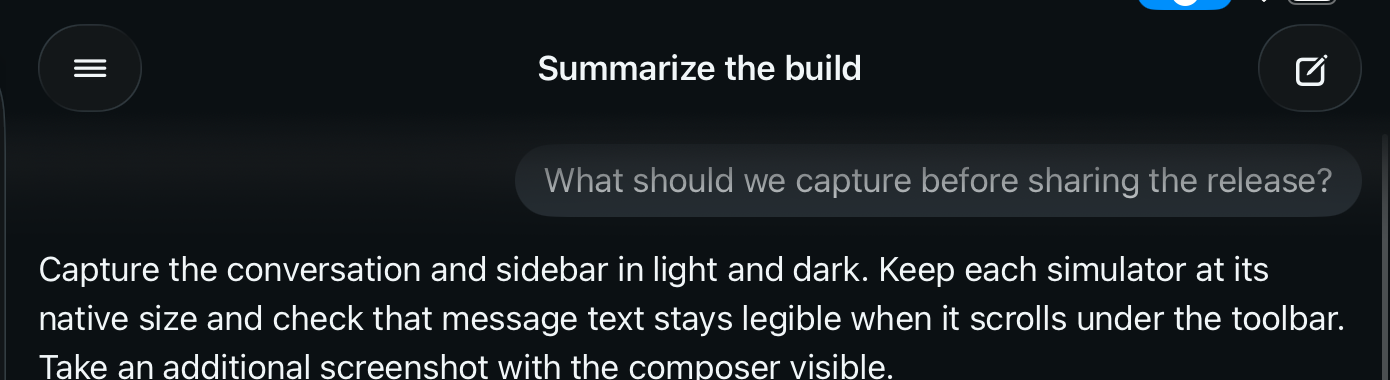 Summarize the build
What should we capture before sharing the release?
Capture the conversation and sidebar in light and dark. Keep each simulator at its
native size and check that message text stays legible when it scrolls under the toolbar.
Take an additional screenshot with the composer visible.